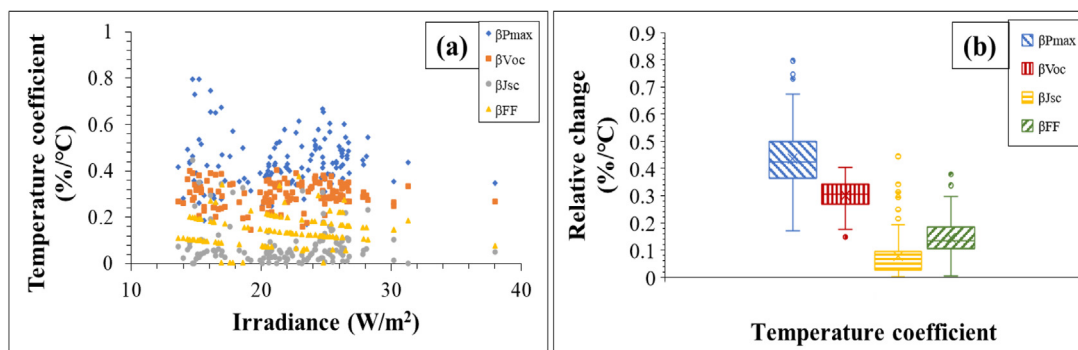 (a)
βPmax
βVoc
βJsc
βFF
Temperature coefficient
(%/°C)
1
0.8
0.6
0.4
0.2
0
10 20 30 40
Irradiance (W/m²)
(b)
βPmax
βVoc
βJsc
βFF
Relative change
(%/°C)
0.9
0.8
0.7
0.6
0.5
0.4
0.3
0.2
0.1
0
Temperature coefficient